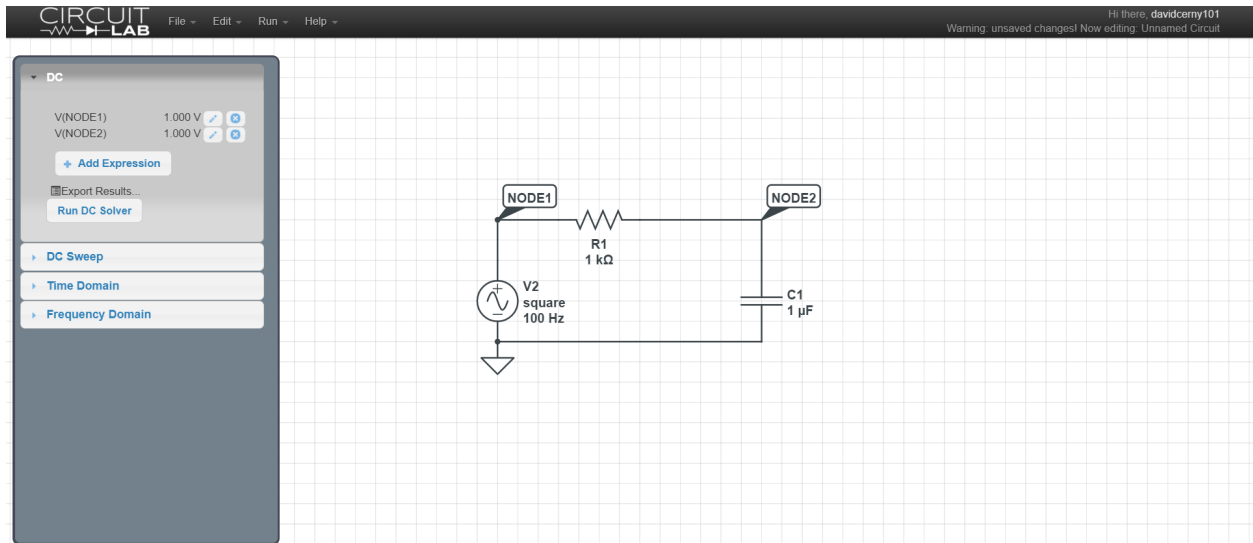 CIRCUIT
LAB
File Edit Run Help
Hi there, davidcerny101
Warning: unsaved changes! Now editing: Unnamed Circuit
DC
V(NODE1) 1.000 V
V(NODE2) 1.000 V
+ Add Expression
Export Results...
Run DC Solver
DC Sweep
Time Domain
Frequency Domain
NODE1
NODE2
R1
1 kΩ
V2
square
100 Hz
C1
1 µF